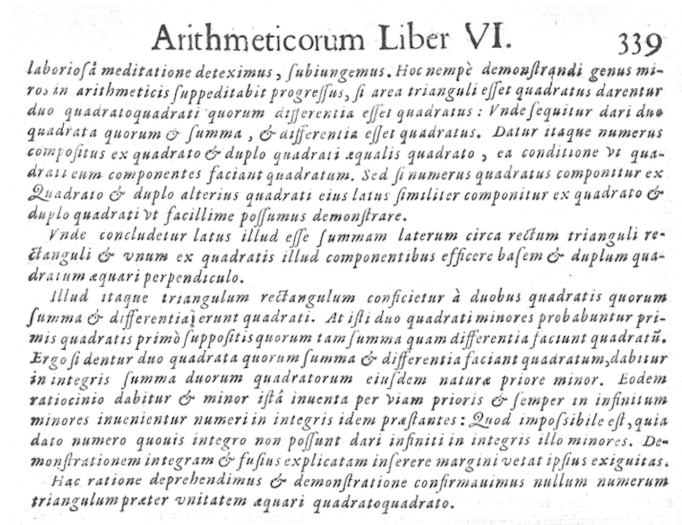 Arithmeticorum Liber VI. 339
laboriosâ meditatione deteximus, subiungemus. Hoc nempè demonstrandi genus mi-
ros in arithmeticis suppeditabit progressus, si area trianguli esset quadratus darentur
duo quadratoquadrati quorum differentia esset quadratus: Vnde sequitur dari duo
quadrata quorum & summa, & differentia esset quadratus. Datur itaque numerus
compositus ex quadrato & duplo quadrati æqualis quadrato, ea conditione vt qua-
drati eum componentes faciant quadratum. Sed si numerus quadratus componitur ex
Quadrato & duplo alterius quadrati eius latus similiter componitur ex quadrato &
duplo quadrati vt facillime possumus demonstrare.
Vnde concludetur latus illud esse summam laterum circa rectum trianguli re-
ctanguli & vnum ex quadratis illud componentibus efficere basem & duplum qua-
dratum æquari perpendiculo.
Illud itaque triangulum rectangulum conficietur à duobus quadratis quorum
summa & differentia erunt quadrati. At isti duo quadrati minores probabuntur pri-
mis quadratis primò suppositis quorum tam summa quam differentia faciunt quadratũ.
Ergo si dentur duo quadrata quorum summa & differentia faciant quadratum, dabitur
in integris summa duorum quadratorum eiusdem naturæ priore minor. Eodem
ratiocinio dabitur & minor istâ inuenta per viam prioris & semper in infinitum
minores inuenientur numeri in integris idem præstantes: Quod impossibile est, quia
dato numero quouis integro non possunt dari infiniti in integris illo minores. De-
monstrationem integram & fusius explicatam inserere margini vetat ipsius exiguitas.
Hac ratione deprehendimus & demonstratione confirmauimus nullum numerum
triangulum præter vnitatem æquari quadratoquadrato.